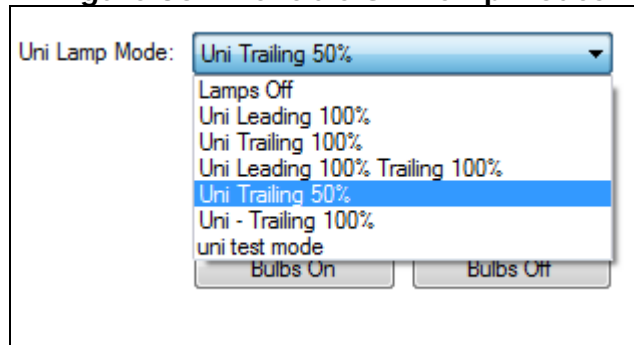 Uni Lamp Mode: Uni Trailing 50%
Lamps Off
Uni Leading 100%
Uni Trailing 100%
Uni Leading 100% Trailing 100%
Uni Trailing 50%
Uni - Trailing 100%
uni test mode
Bulbs On Bulbs Off